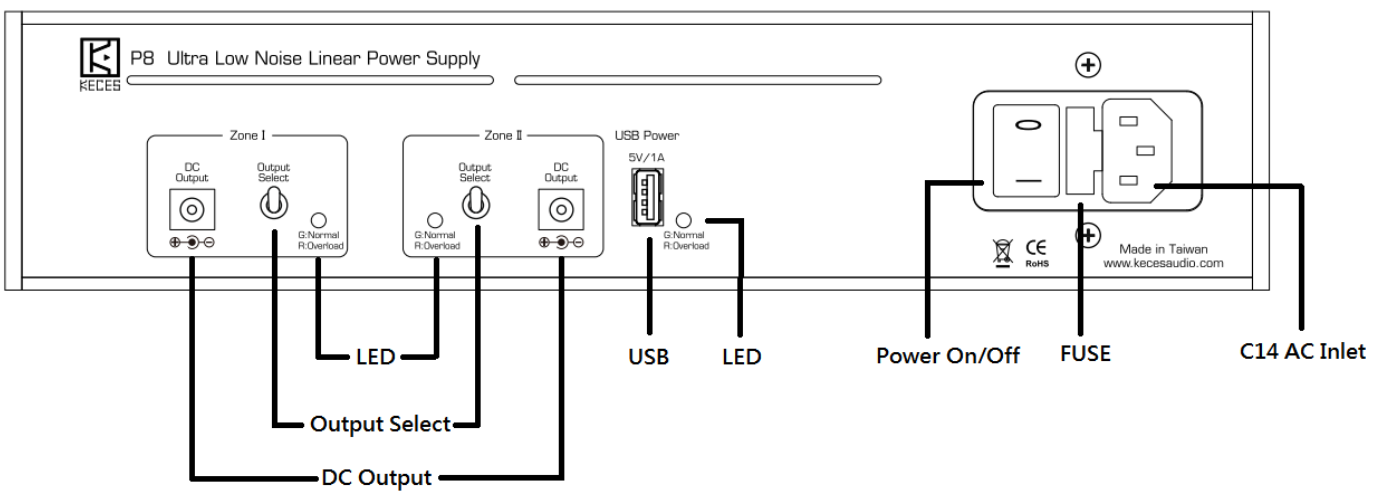 KECES
P8 Ultra Low Noise Linear Power Supply
Zone I
DC
Output
Output
Select
G:Normal
R:Overload
Zone II
Output
Select
DC
Output
G:Normal
R:Overload
USB Power
5V/1A
G:Normal
R:Overload
CE
RoHS
Made in Taiwan
www.kecesaudio.com
LED
USB
LED
Power On/Off
FUSE
C14 AC Inlet
Output Select
DC Output